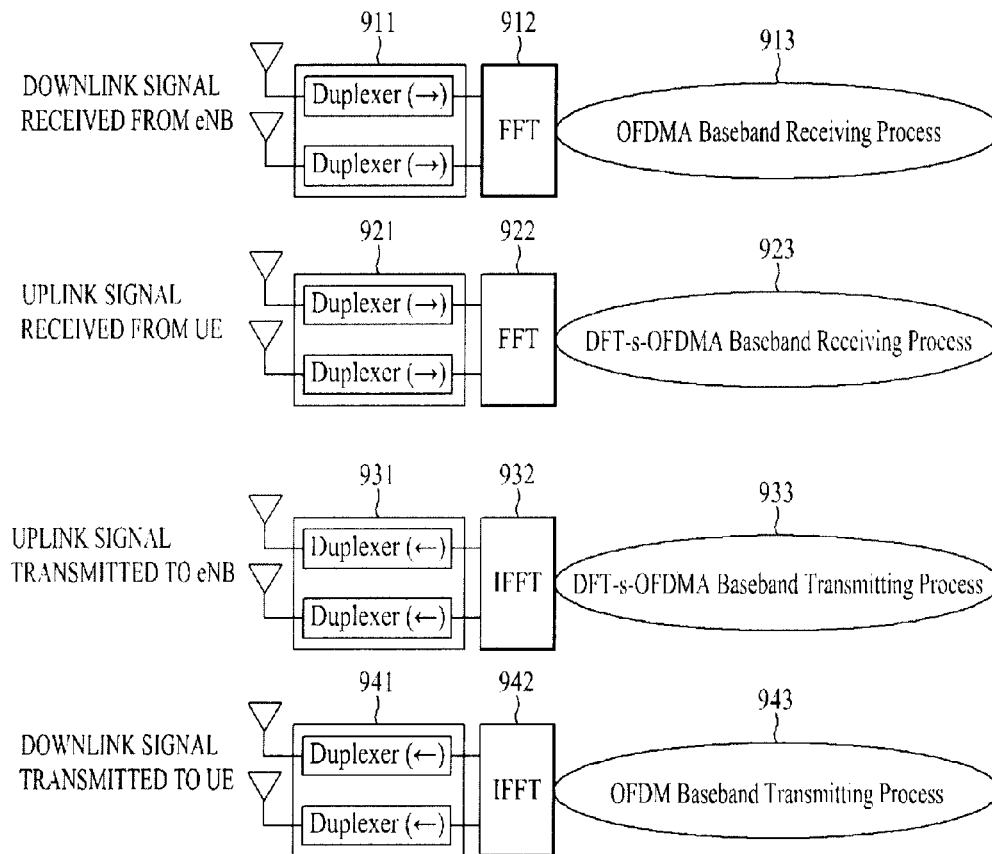 911
912
913
DOWNLINK SIGNAL
RECEIVED FROM eNB
Duplexer (→)
Duplexer (→)
FFT
OFDMA Baseband Receiving Process
921
922
923
UPLINK SIGNAL
RECEIVED FROM UE
Duplexer (→)
Duplexer (→)
FFT
DFT-s-OFDMA Baseband Receiving Process
931
932
933
UPLINK SIGNAL
TRANSMITTED TO eNB
Duplexer (←)
Duplexer (←)
IFFT
DFT-s-OFDMA Baseband Transmitting Process
941
942
943
DOWNLINK SIGNAL
TRANSMITTED TO UE
Duplexer (←)
Duplexer (←)
IFFT
OFDM Baseband Transmitting Process